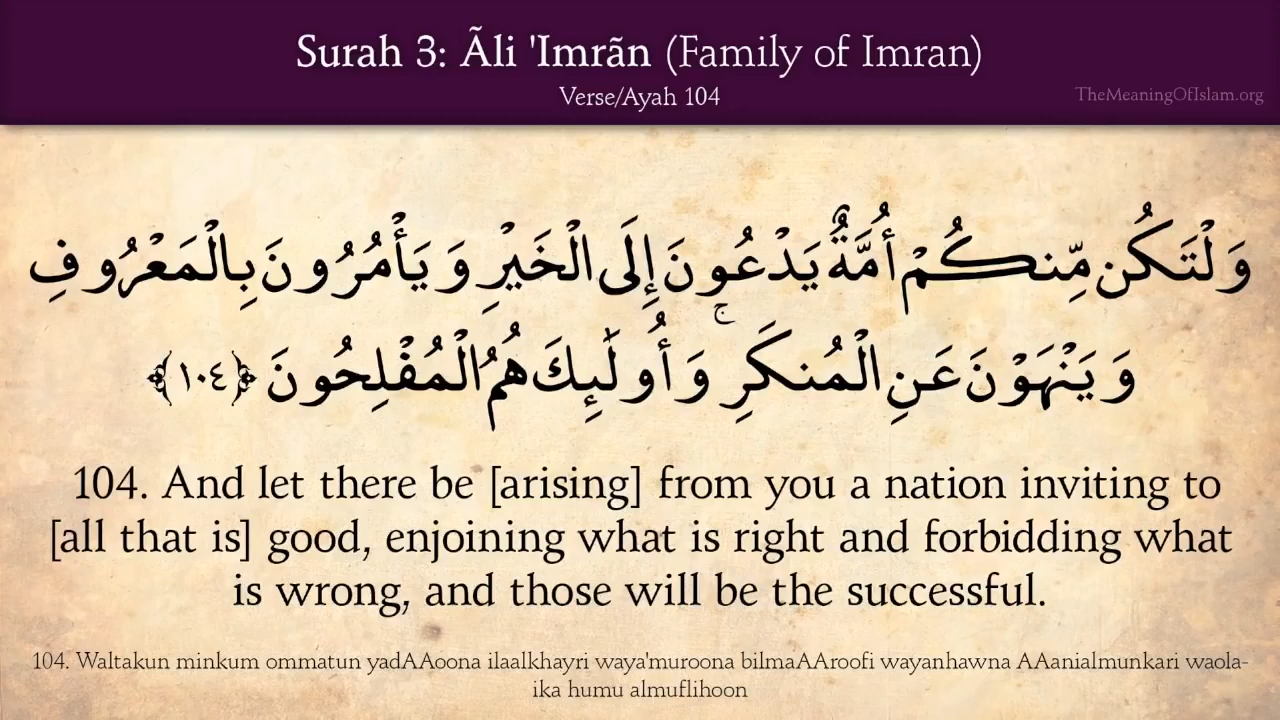 Surah 3: Ãli 'Imrãn (Family of Imran)
Verse/Ayah 104
TheMeaningOfIslam.org
وَلْتَكُن مِّنكُمْ أُمَّةٌ يَدْعُونَ إِلَى الْخَيْرِ وَيَأْمُرُونَ بِالْمَعْرُوفِ
وَيَنْهَوْنَ عَنِ الْمُنكَرِ ۚ وَأُولَٰئِكَ هُمُ الْمُفْلِحُونَ ﴿١٠٤﴾
104. And let there be [arising] from you a nation inviting to
[all that is] good, enjoining what is right and forbidding what
is wrong, and those will be the successful.
104. Waltakun minkum ommatun yadAAoona ilaalkhayri waya'muroona bilmaAAroofi wayanhawna AAanialmunkari waola-
ika humu almuflihoon